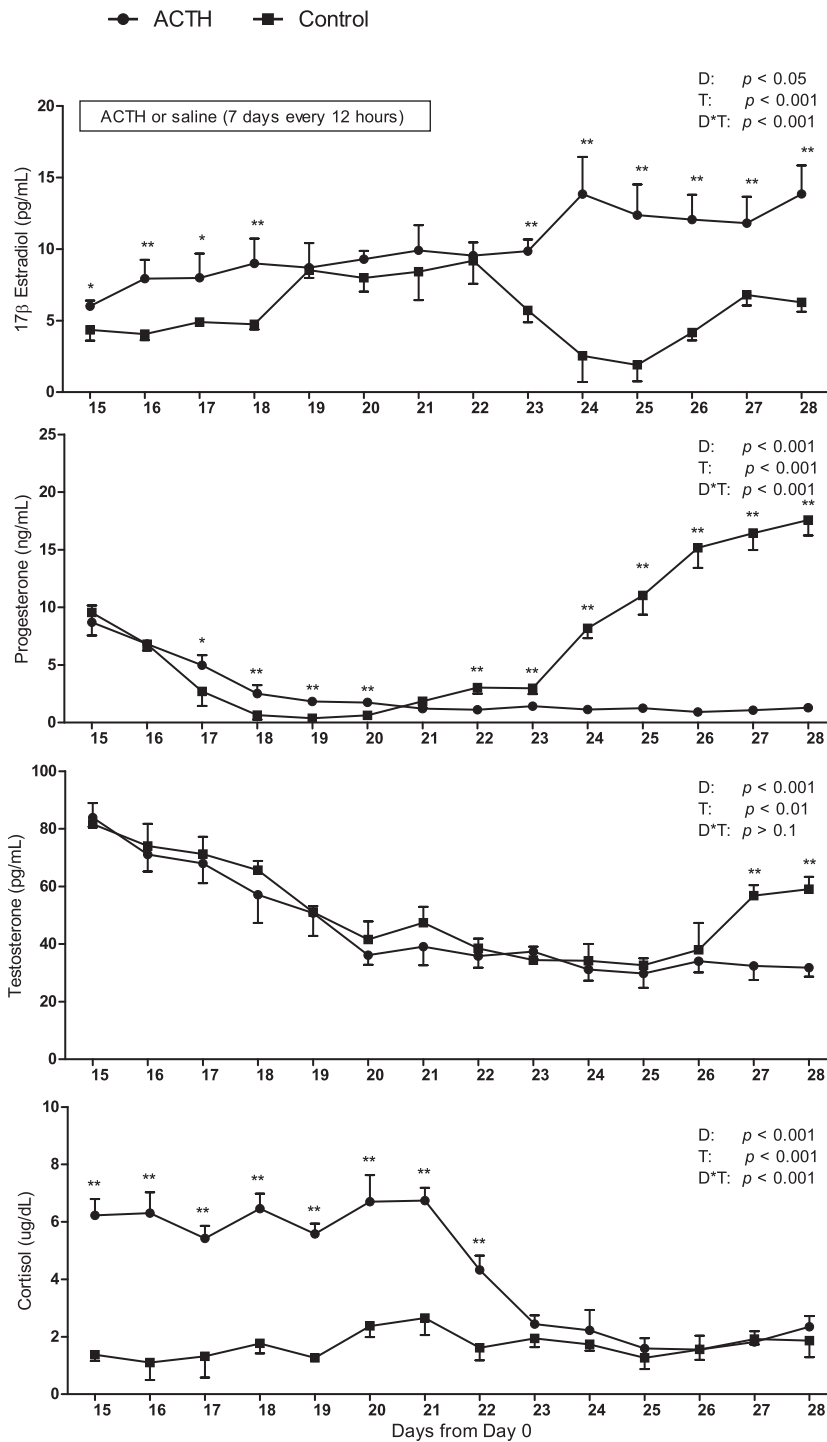 ACTH Control
D: p < 0.05
T: p < 0.001
D*T: p < 0.001
ACTH or saline (7 days every 12 hours)
17β Estradiol (pg/mL)
20
15
10
5
0
* ** * ** ** ** ** ** ** **
15 16 17 18 19 20 21 22 23 24 25 26 27 28
D: p < 0.001
T: p < 0.001
D*T: p < 0.001
Progesterone (ng/mL)
25
20
15
10
5
0
* ** ** ** ** ** ** ** ** ** **
15 16 17 18 19 20 21 22 23 24 25 26 27 28
D: p < 0.001
T: p < 0.01
D*T: p > 0.1
Testosterone (pg/mL)
100
80
60
40
20
0
** **
15 16 17 18 19 20 21 22 23 24 25 26 27 28
D: p < 0.001
T: p < 0.001
D*T: p < 0.001
Cortisol (ug/dL)
10
8
6
4
2
0
** ** ** ** ** ** ** **
15 16 17 18 19 20 21 22 23 24 25 26 27 28
Days from Day 0